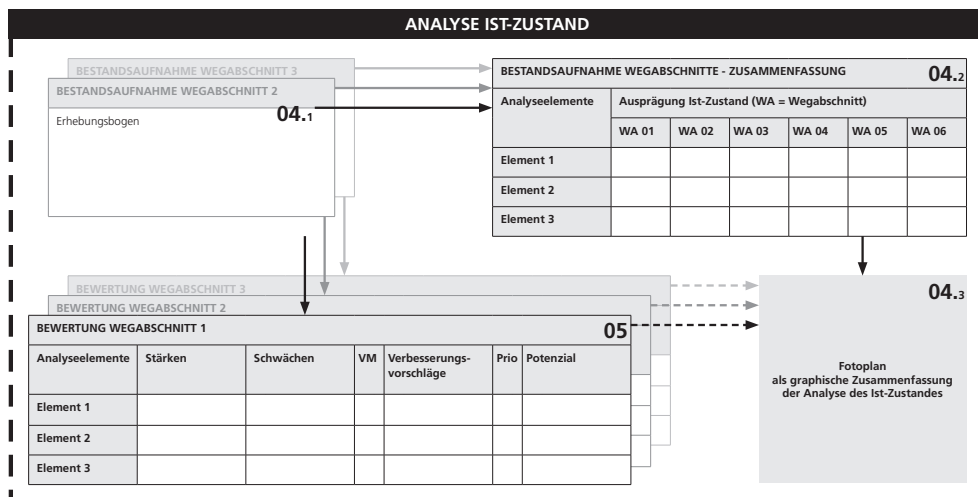 ANALYSE IST-ZUSTAND
BESTANDSAUFNAHME WEGABSCHNITT 3
BESTANDSAUFNAHME WEGABSCHNITT 2
04.1
Erhebungsbogen
BESTANDSAUFNAHME WEGABSCHNITTE - ZUSAMMENFASSUNG 04.2
Analyseelemente Ausprägung Ist-Zustand (WA = Wegabschnitt)
WA 01 WA 02 WA 03 WA 04 WA 05 WA 06
Element 1
Element 2
Element 3
BEWERTUNG WEGABSCHNITT 3
BEWERTUNG WEGABSCHNITT 2
BEWERTUNG WEGABSCHNITT 1 05
Analyseelemente Stärken Schwächen VM Verbesserungs- Prio Potenzial
vorschläge
Element 1
Element 2
Element 3
04.3
Fotoplan
als graphische Zusammenfassung
der Analyse des Ist-Zustandes